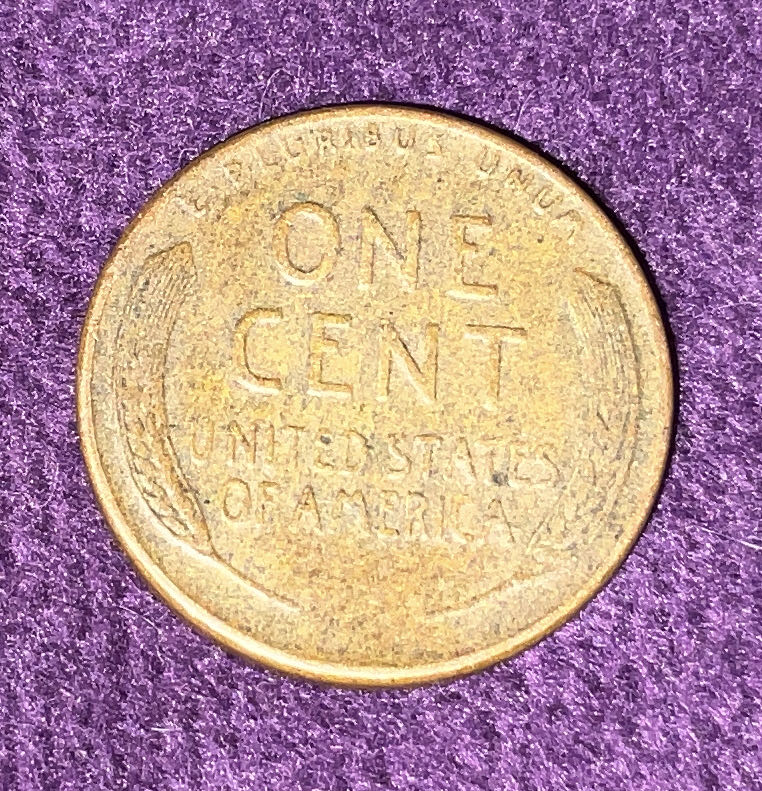 E PLURIBUS UNUM
ONE
CENT
UNITED STATES
OF AMERICA